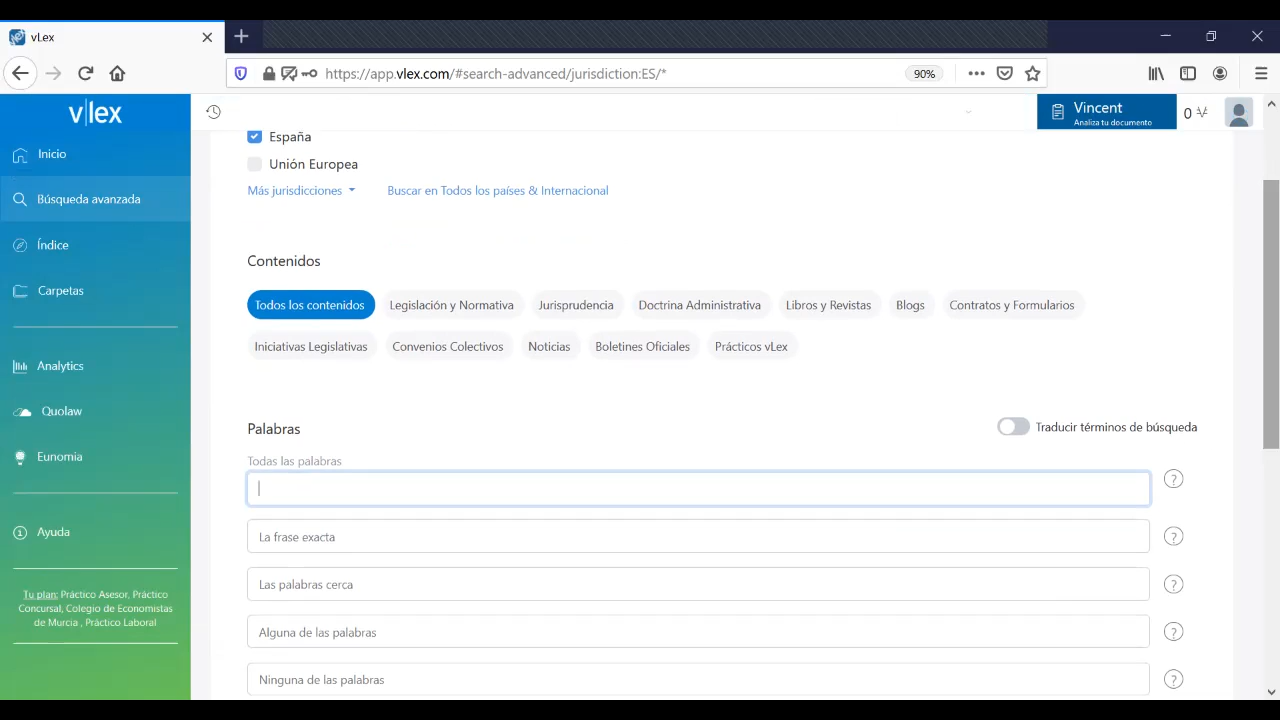 vLex
https://app.vlex.com/#search-advanced/jurisdiction:ES/*
90%
v|lex
Vincent
Analiza tu documento
0
Inicio
Búsqueda avanzada
Índice
Carpetas
Analytics
Quolaw
Eunomia
Ayuda
Tu plan: Práctico Asesor, Práctico
Concursal, Colegio de Economistas
de Murcia , Práctico Laboral
España
Unión Europea
Más jurisdicciones Buscar en Todos los países & Internacional
Contenidos
Todos los contenidos Legislación y Normativa Jurisprudencia Doctrina Administrativa Libros y Revistas Blogs Contratos y Formularios
Iniciativas Legislativas Convenios Colectivos Noticias Boletines Oficiales Prácticos vLex
Palabras
Traducir términos de búsqueda
Todas las palabras
?
La frase exacta ?
Las palabras cerca ?
Alguna de las palabras ?
Ninguna de las palabras ?